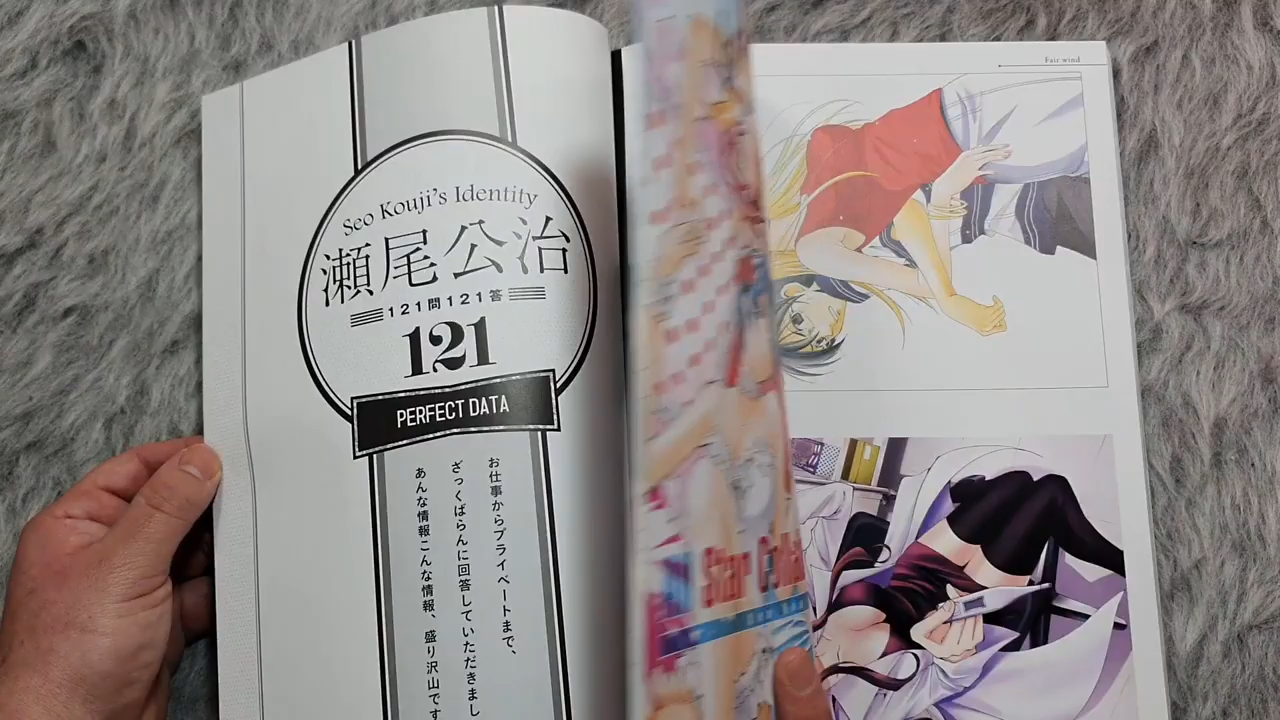 Seo Kouji's Identity
瀬尾公治
121問121答
121
PERFECT DATA
お仕事からプライベートまで、
ざっくばらんに回答していただきまし
あんな情報こんな情報、盛り沢山です
Star
Fair wind